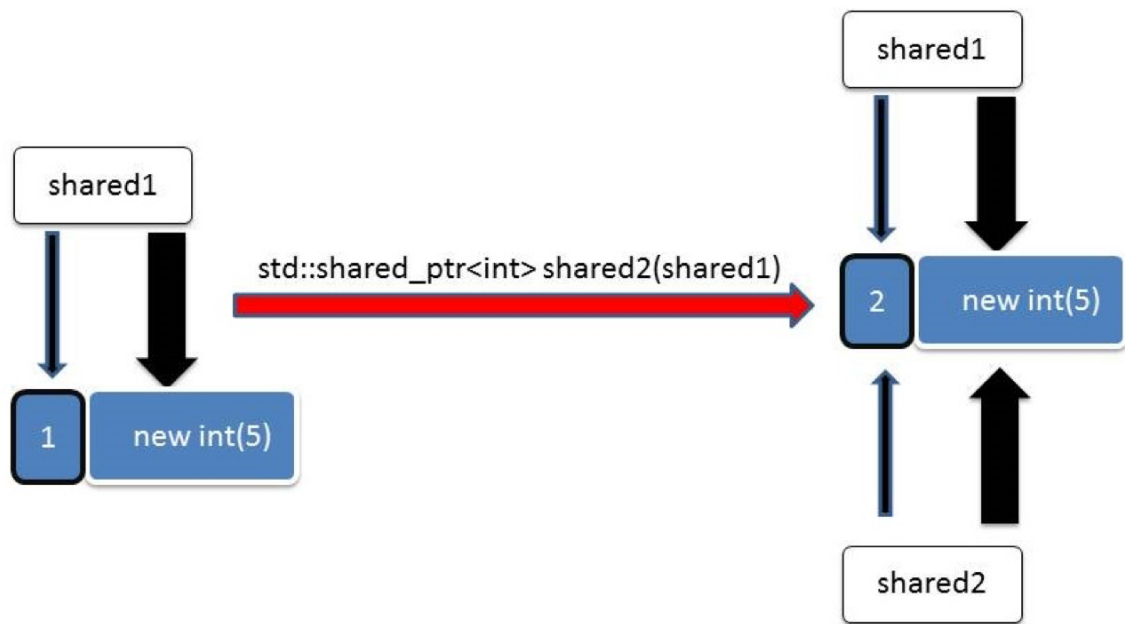 shared1
1
new int(5)
std::shared_ptr<int> shared2(shared1)
shared1
2
new int(5)
shared2